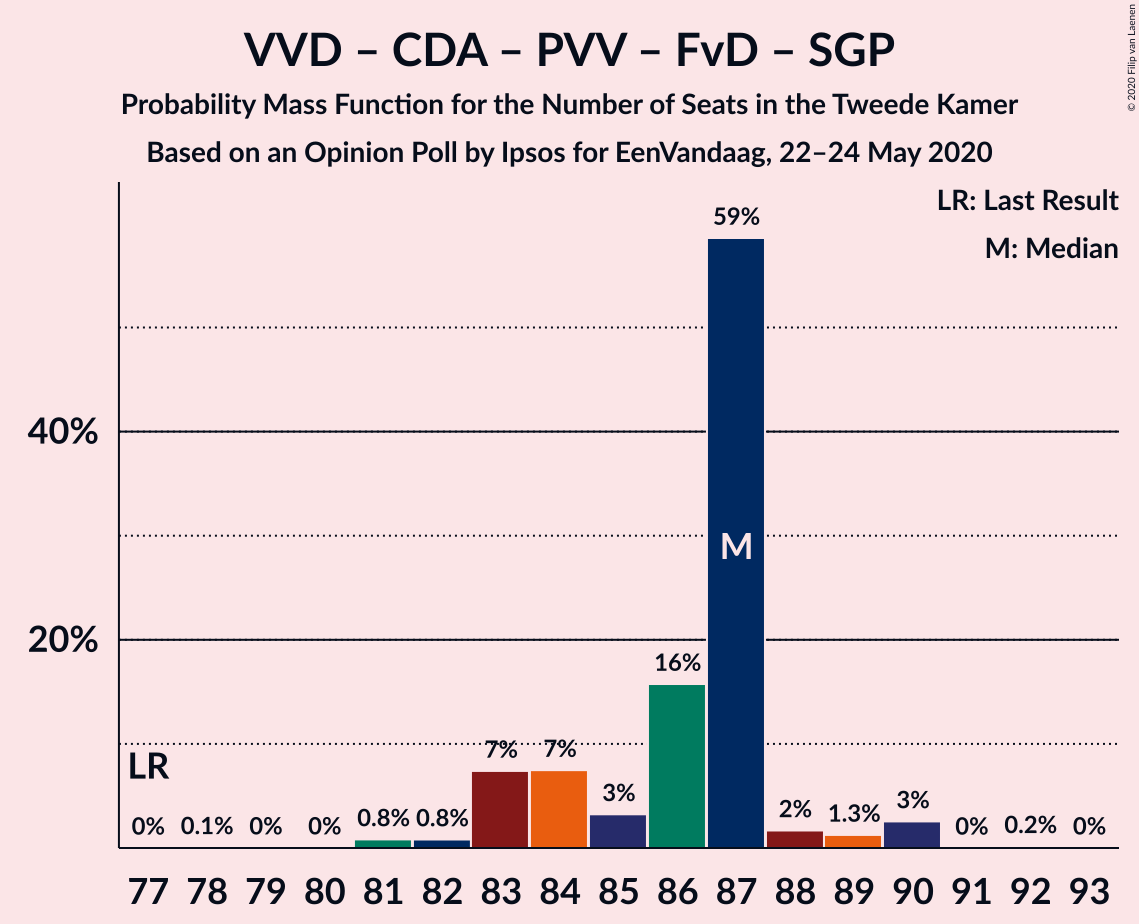 VVD – CDA – PVV – FvD – SGP
Probability Mass Function for the Number of Seats in the Tweede Kamer
Based on an Opinion Poll by Ipsos for EenVandaag, 22–24 May 2020
© 2020 Filip van Laenen
LR: Last Result
M: Median
59%
40%
M
20%
16%
LR
7%
7%
3%
3%
2%
1.3%
0.8%
0.8%
0%
0.1%
0%
0%
0%
0.2%
0%
77 78 79 80 81 82 83 84 85 86 87 88 89 90 91 92 93